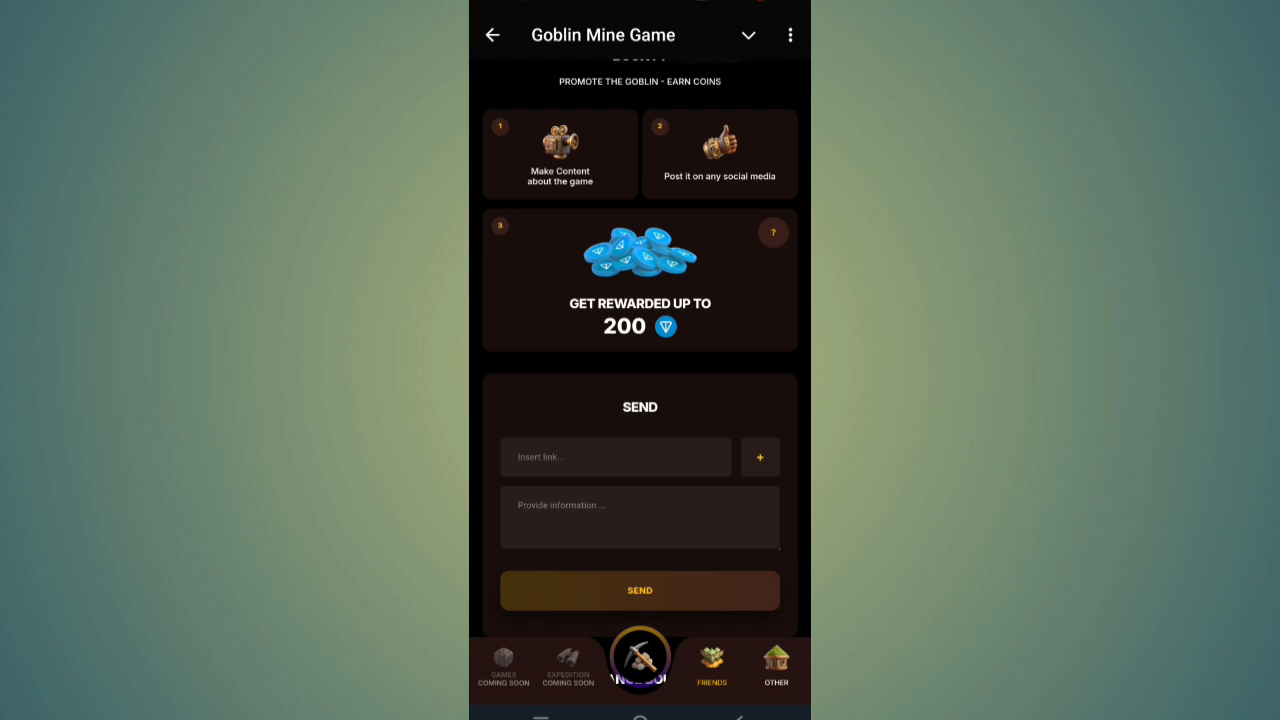 Goblin Mine Game
PROMOTE THE GOBLIN - EARN COINS
1
Make Content
about the game
2
Post it on any social media
3
?
GET REWARDED UP TO
200
SEND
Insert link...
+
Provide information ...
SEND
GAMES
COMING SOON
EXPEDITION
COMING SOON
FRIENDS
OTHER